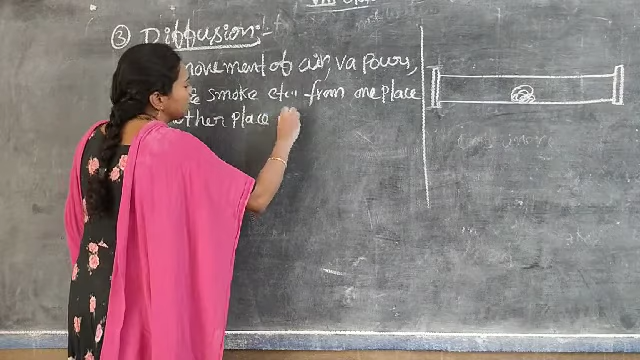 ③ Diffusion:-
movement of air, vapours,
smoke etc.. from one place
other place